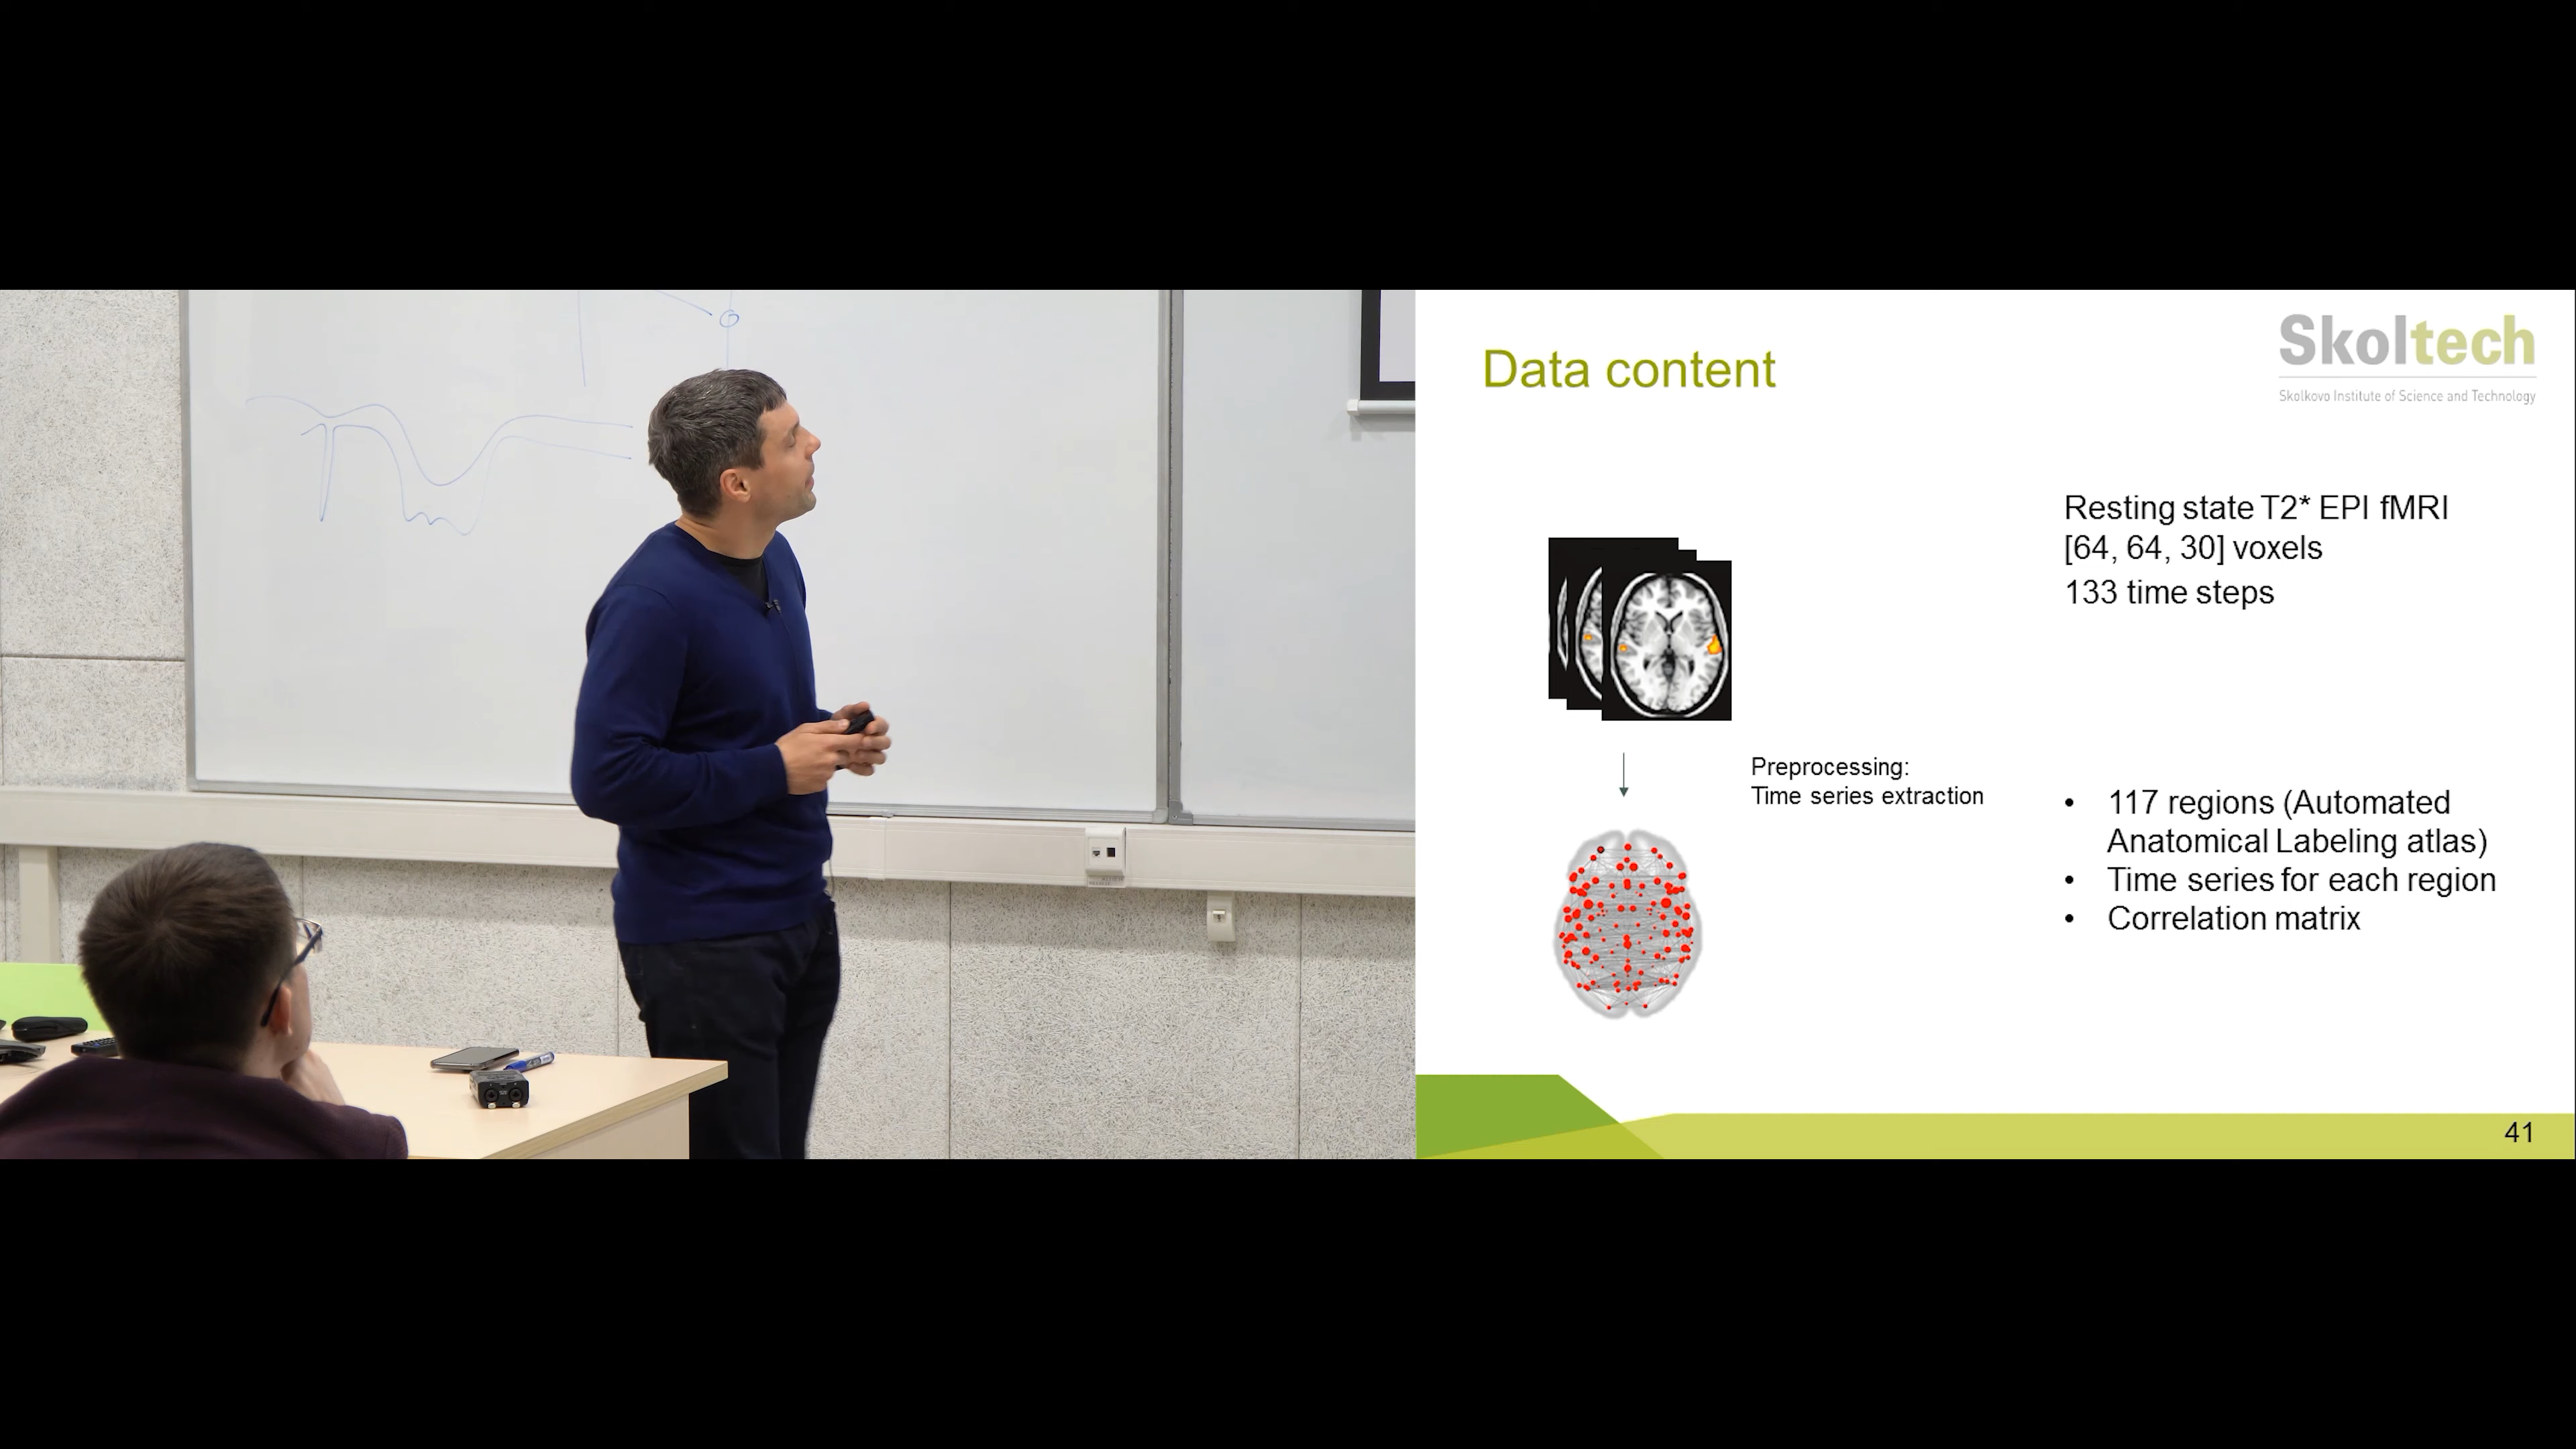 Data content
Skoltech
Skolkovo Institute of Science and Technology
Resting state T2* EPI fMRI
[64, 64, 30] voxels
133 time steps
Preprocessing:
Time series extraction
• 117 regions (Automated
Anatomical Labeling atlas)
• Time series for each region
• Correlation matrix
41